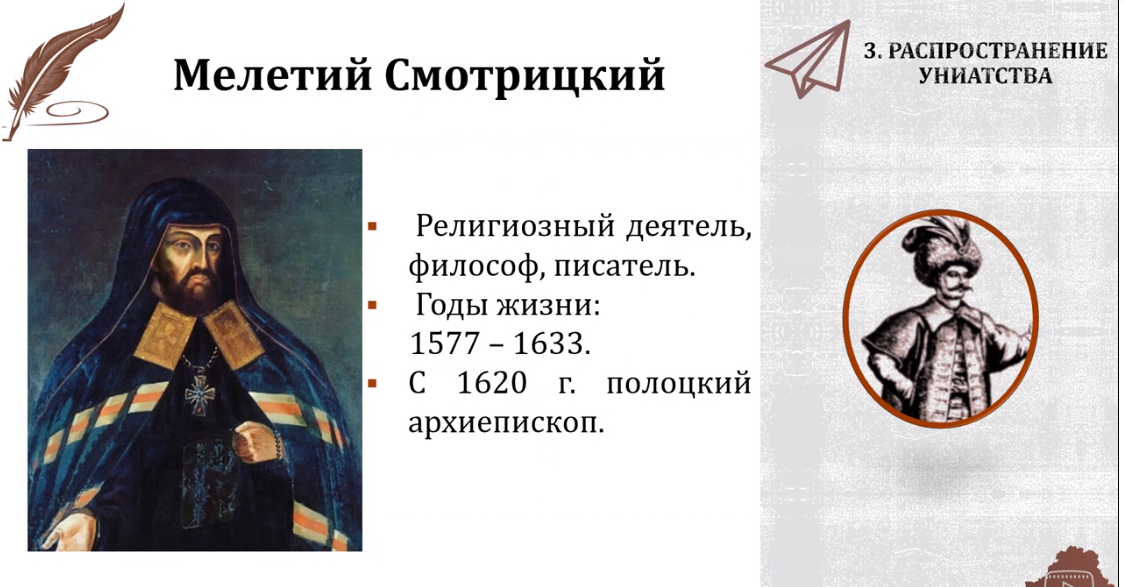 Мелетий Смотрицкий
3. РАСПРОСТРАНЕНИЕ
УНИАТСТВА
Религиозный деятель,
философ, писатель.
Годы жизни:
1577 – 1633.
С 1620 г. полоцкий
архиепископ.